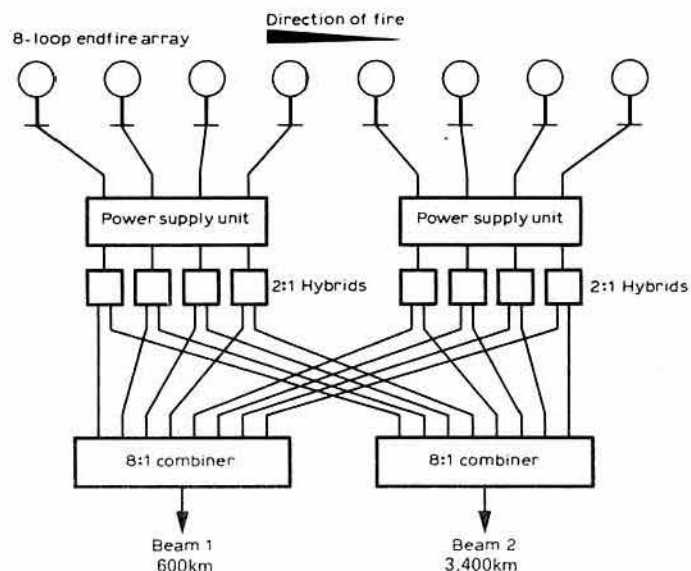 Direction of fire
8-loop endfire array
Power supply unit
Power supply unit
2:1 Hybrids
2:1 Hybrids
8:1 combiner
8:1 combiner
Beam 1
600km
Beam 2
3,400km